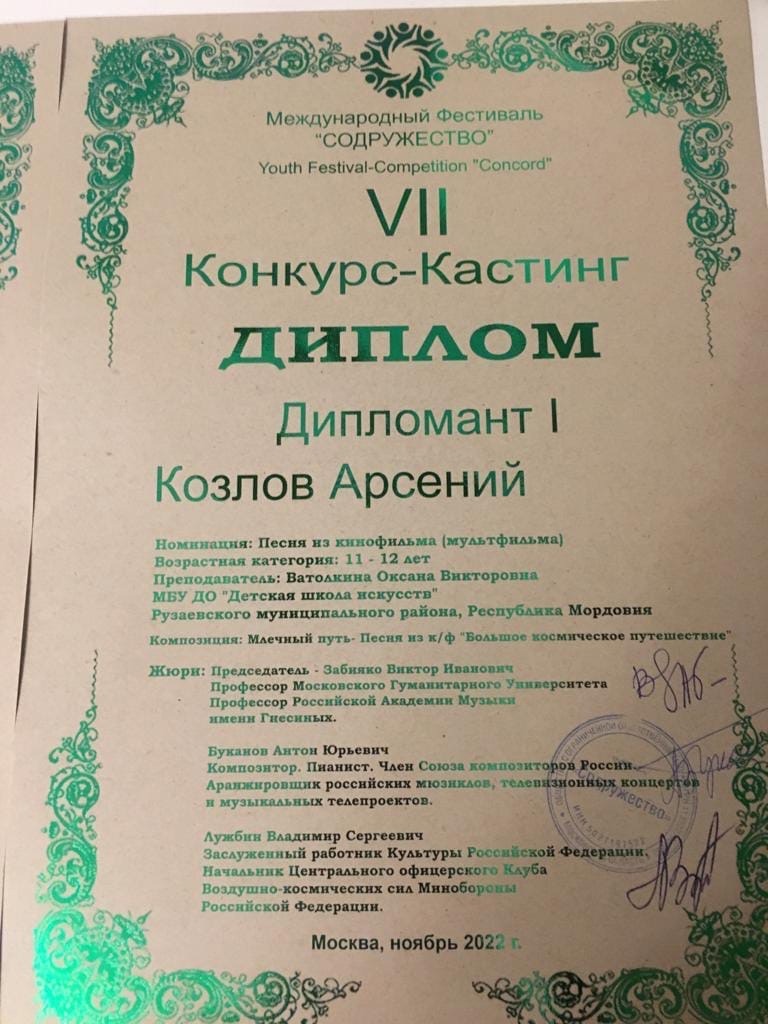 Международный Фестиваль
"СОДРУЖЕСТВО"
Youth Festival-Competition "Concord"
VII
Конкурс-Кастинг
ДИПЛОМ
Дипломант I
Козлов Арсений
Номинация: Песня из кинофильма (мультфильма)
Возрастная категория: 11 - 12 лет
Преподаватель: Ватолкина Оксана Викторовна
МБУ ДО "Детская школа искусств"
Рузаевского муниципального района, Республика Мордовия
Композиция: Млечный путь- Песня из к/ф "Большое космическое путешествие"
Жюри: Председатель - Забияко Виктор Иванович
Профессор Московского Гуманитарного Университета
Профессор Российской Академии Музыки
имени Гнесиных.
Буканов Антон Юрьевич
Композитор. Пианист. Член Союза композиторов России.
Аранжировщик российских мюзиклов, телевизионных концертов
и музыкальных телепроектов.
Лужбин Владимир Сергеевич
Заслуженный работник Культуры Российской Федерации.
Начальник Центрального офицерского Клуба
Воздушно-космических сил Минобороны
Российской Федерации.
Москва, ноябрь 2022 г.
"Содружество"